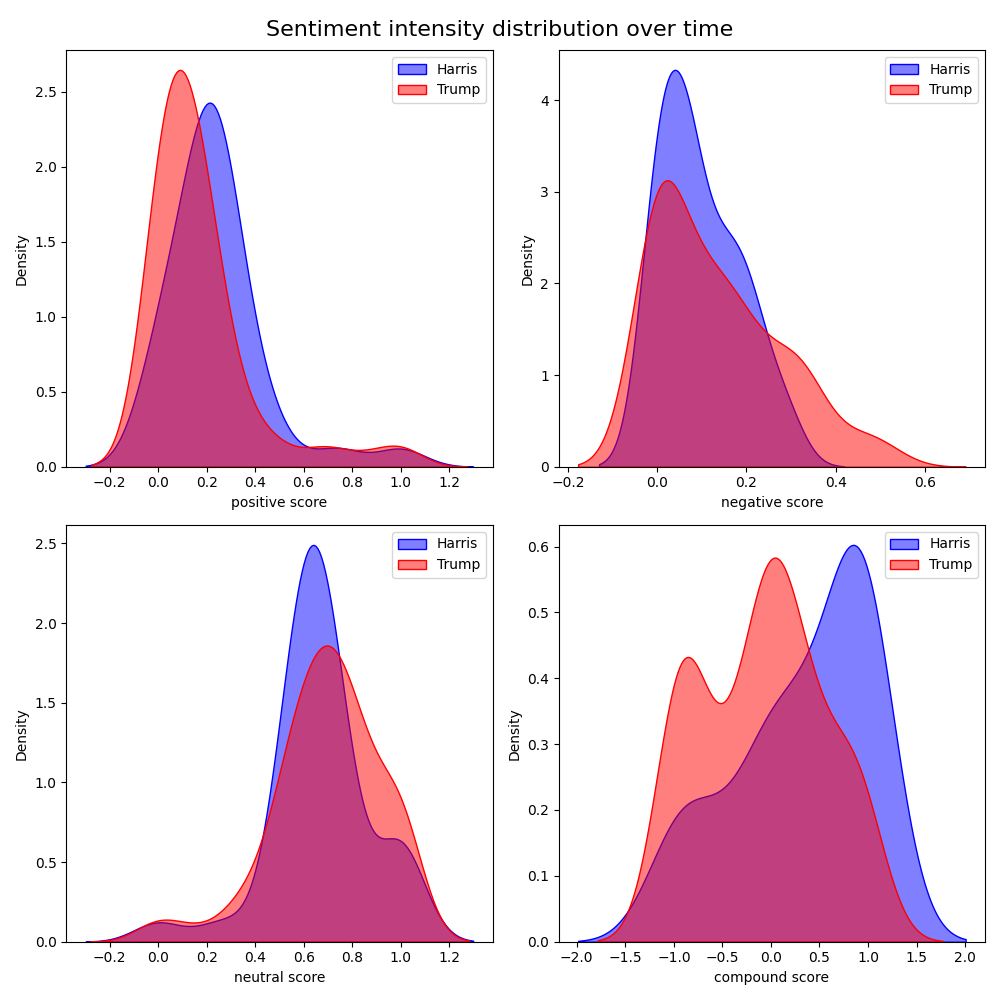 Sentiment intensity distribution over time
Harris
Trump
2.5
2.0
1.5
1.0
0.5
0.0
Density
−0.2 0.0 0.2 0.4 0.6 0.8 1.0 1.2
positive score
Harris
Trump
4
3
2
1
0
Density
−0.2 0.0 0.2 0.4 0.6
negative score
Harris
Trump
2.5
2.0
1.5
1.0
0.5
0.0
Density
−0.2 0.0 0.2 0.4 0.6 0.8 1.0 1.2
neutral score
Harris
Trump
0.6
0.5
0.4
0.3
0.2
0.1
0.0
Density
−2.0 −1.5 −1.0 −0.5 0.0 0.5 1.0 1.5 2.0
compound score